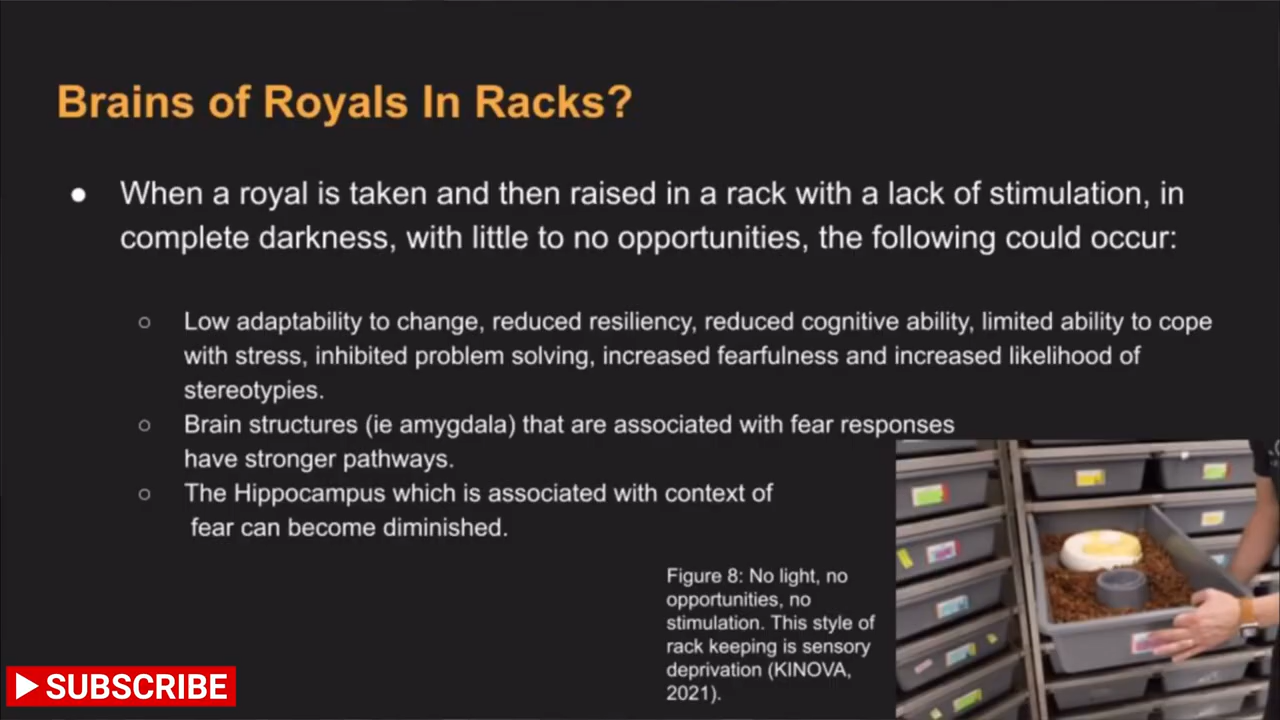 Brains of Royals In Racks?
● When a royal is taken and then raised in a rack with a lack of stimulation, in
complete darkness, with little to no opportunities, the following could occur:
○ Low adaptability to change, reduced resiliency, reduced cognitive ability, limited ability to cope
with stress, inhibited problem solving, increased fearfulness and increased likelihood of
stereotypies.
○ Brain structures (ie amygdala) that are associated with fear responses
have stronger pathways.
○ The Hippocampus which is associated with context of
fear can become diminished.
Figure 8: No light, no
opportunities, no
stimulation. This style of
rack keeping is sensory
deprivation (KINOVA,
2021).
SUBSCRIBE